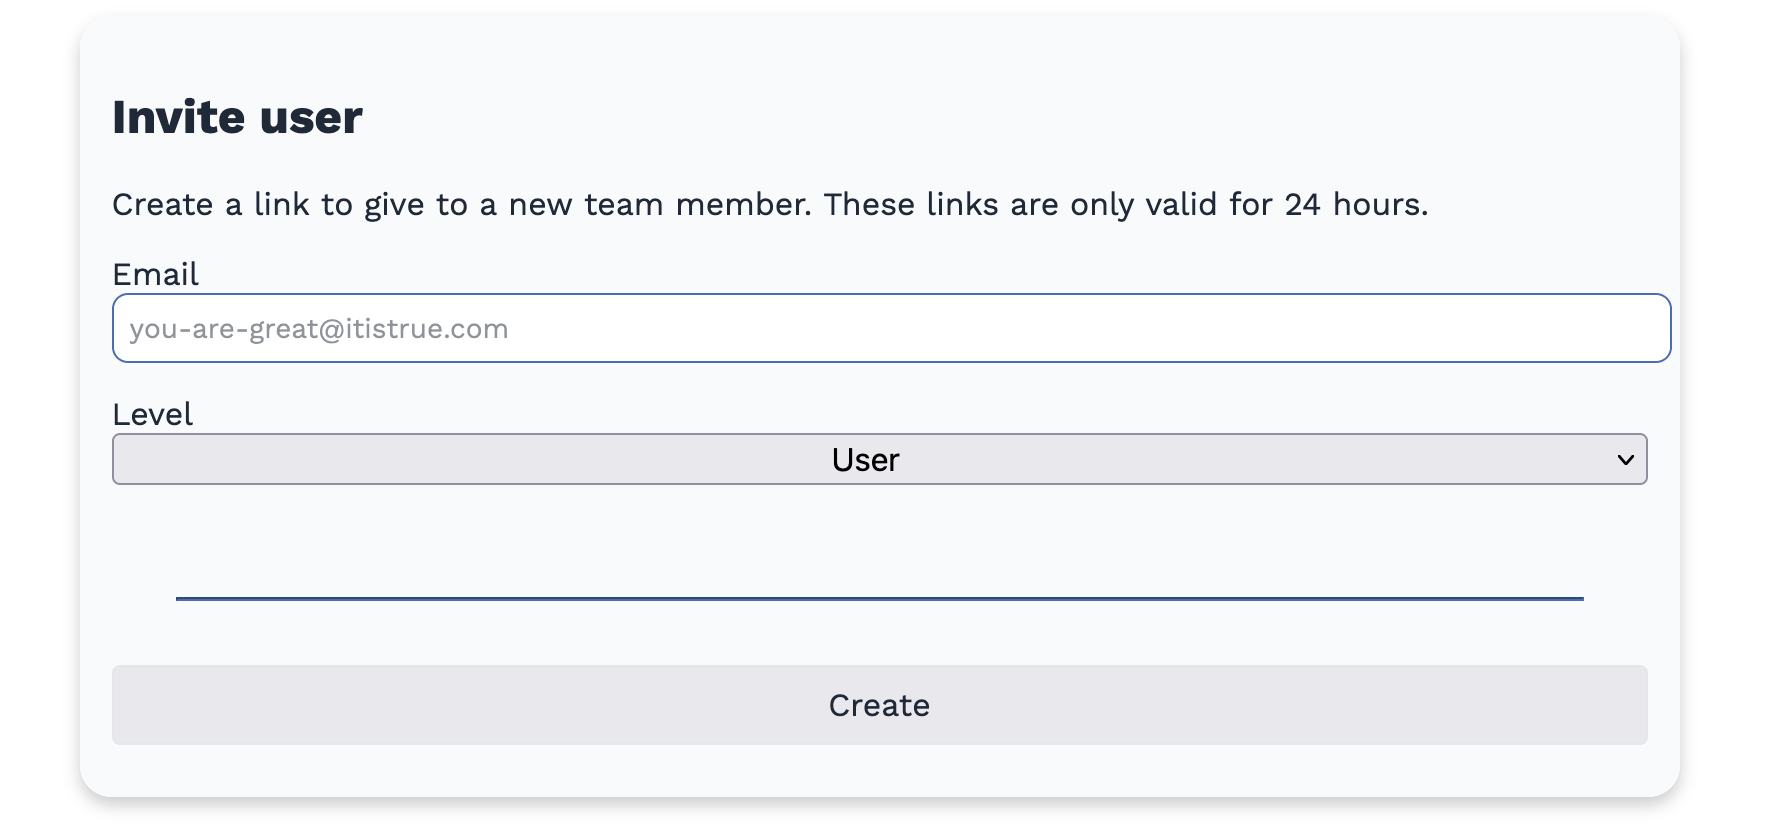 Invite user
Create a link to give to a new team member. These links are only valid for 24 hours.
Email
you-are-great@itistrue.com
Level
User
Create